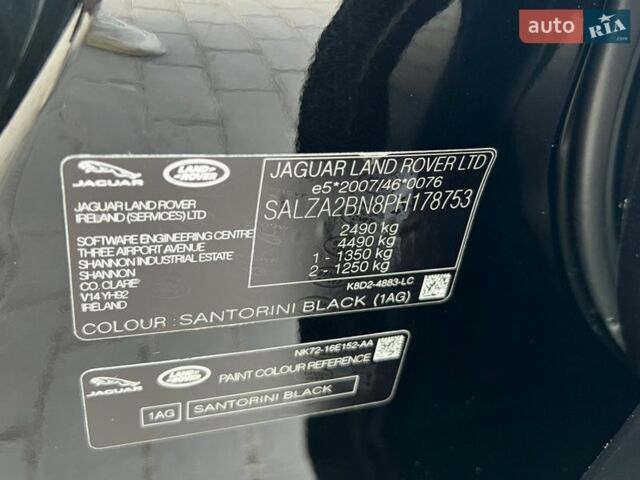 auto RIA
.com
JAGUAR
LAND ROVER
JAGUAR LAND ROVER LTD
e5*2007/46*0076
SALZA2BN8PH178753
JAGUAR LAND ROVER
IRELAND (SERVICES) LTD
SOFTWARE ENGINEERING CENTRE
THREE AIRPORT AVENUE
SHANNON INDUSTRIAL ESTATE
SHANNON
CO. CLARE
V14 YH92
IRELAND
2490 kg
4490 kg
1 - 1350 kg
2 - 1250 kg
K8D2-4883-LC
COLOUR : SANTORINI BLACK (1AG)
NK72-16E152-AA
JAGUAR
LAND ROVER
PAINT COLOUR REFERENCE
1AG
SANTORINI BLACK